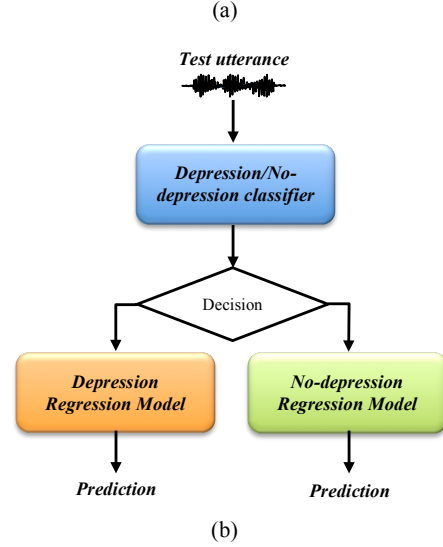 (a)
Test utterance
Depression/No-
depression classifier
Decision
Depression
Regression Model
No-depression
Regression Model
Prediction
Prediction
(b)